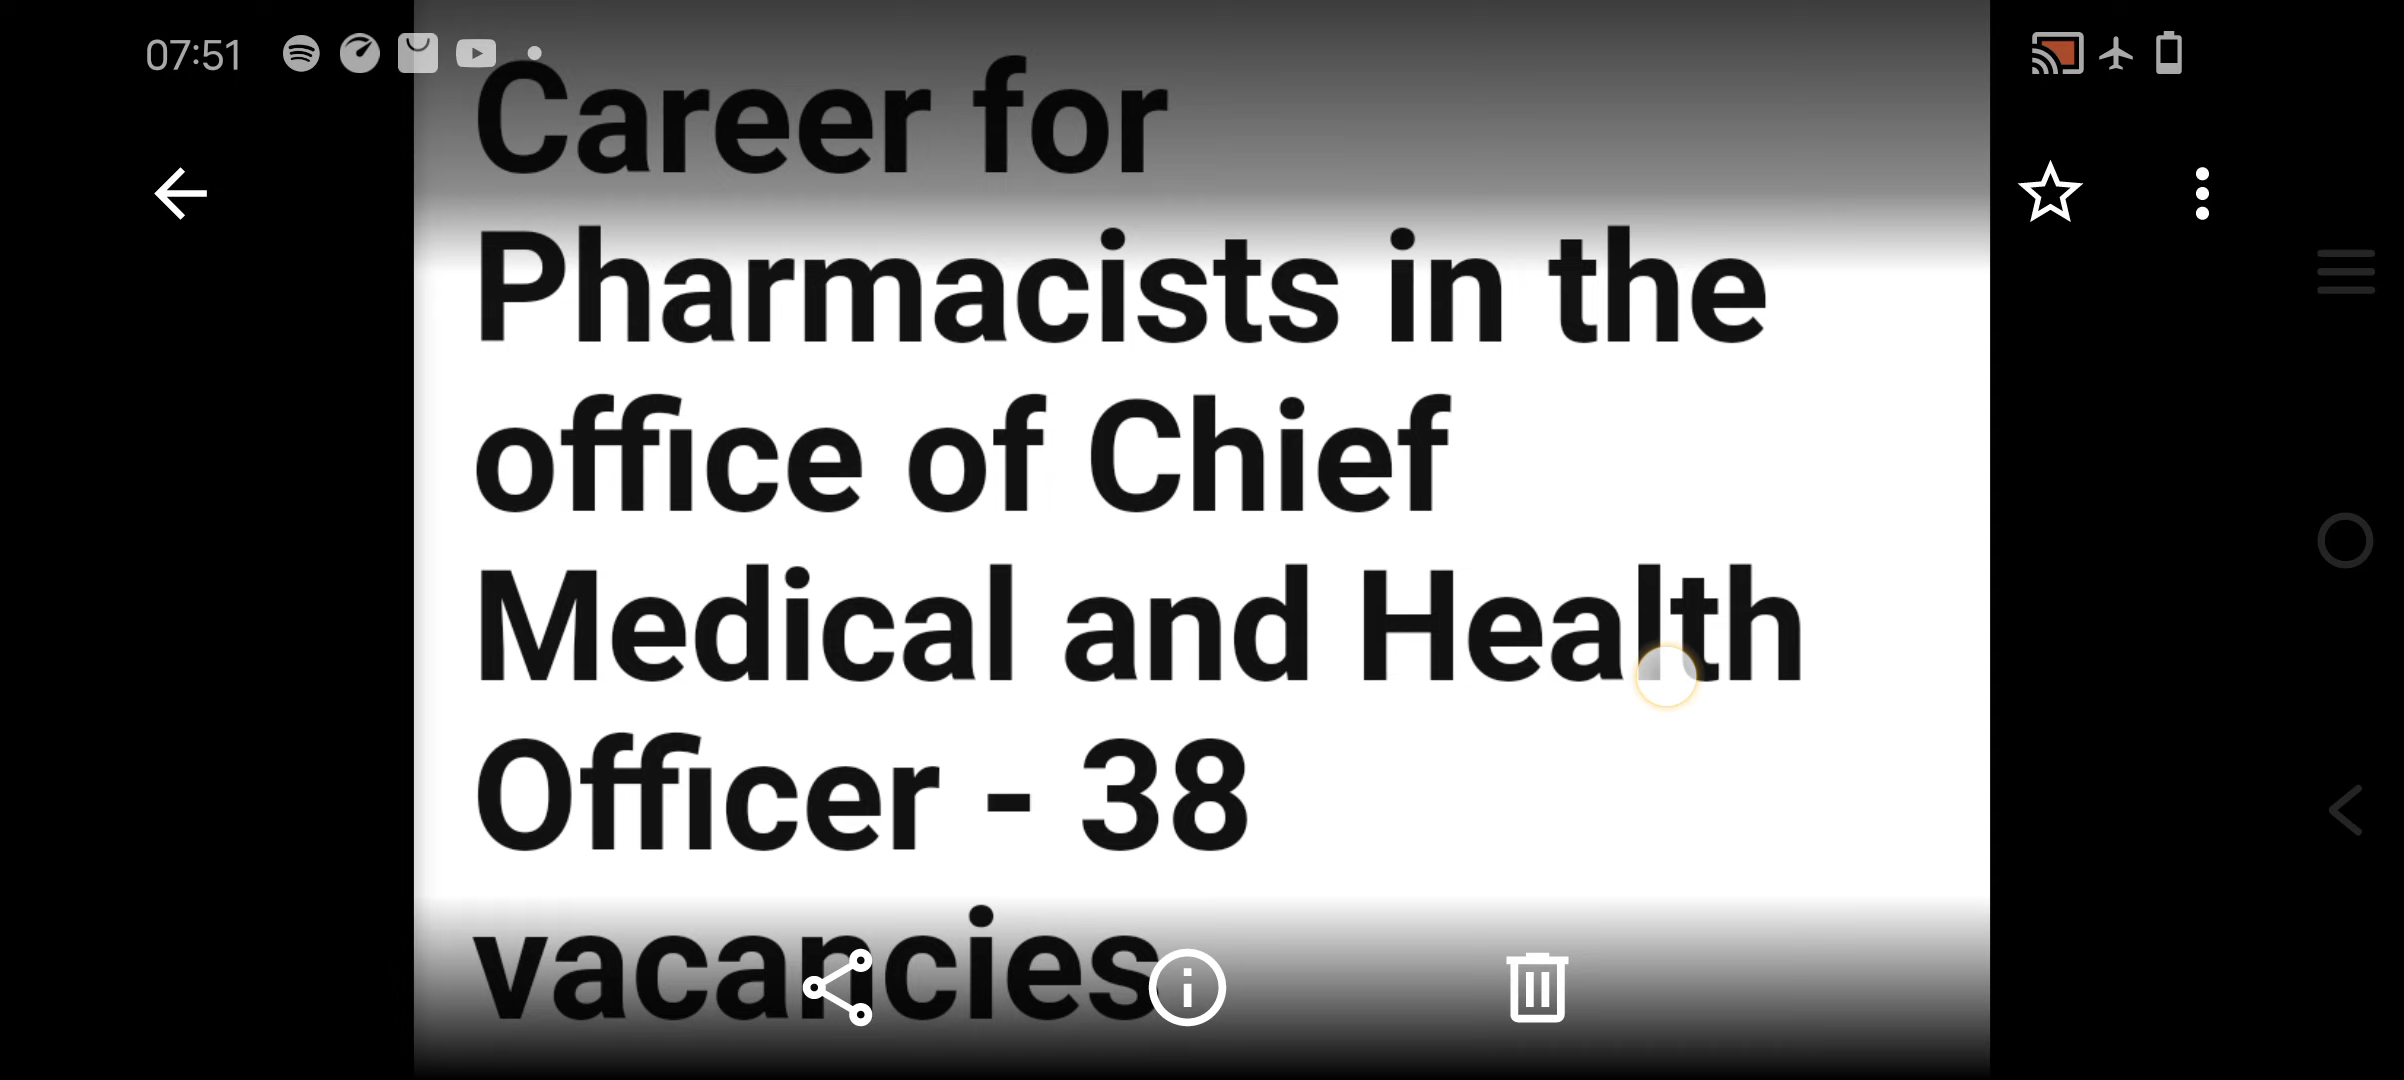 07:51
Career for
Pharmacists in the
office of Chief
Medical and Health
Officer - 38
vacancies